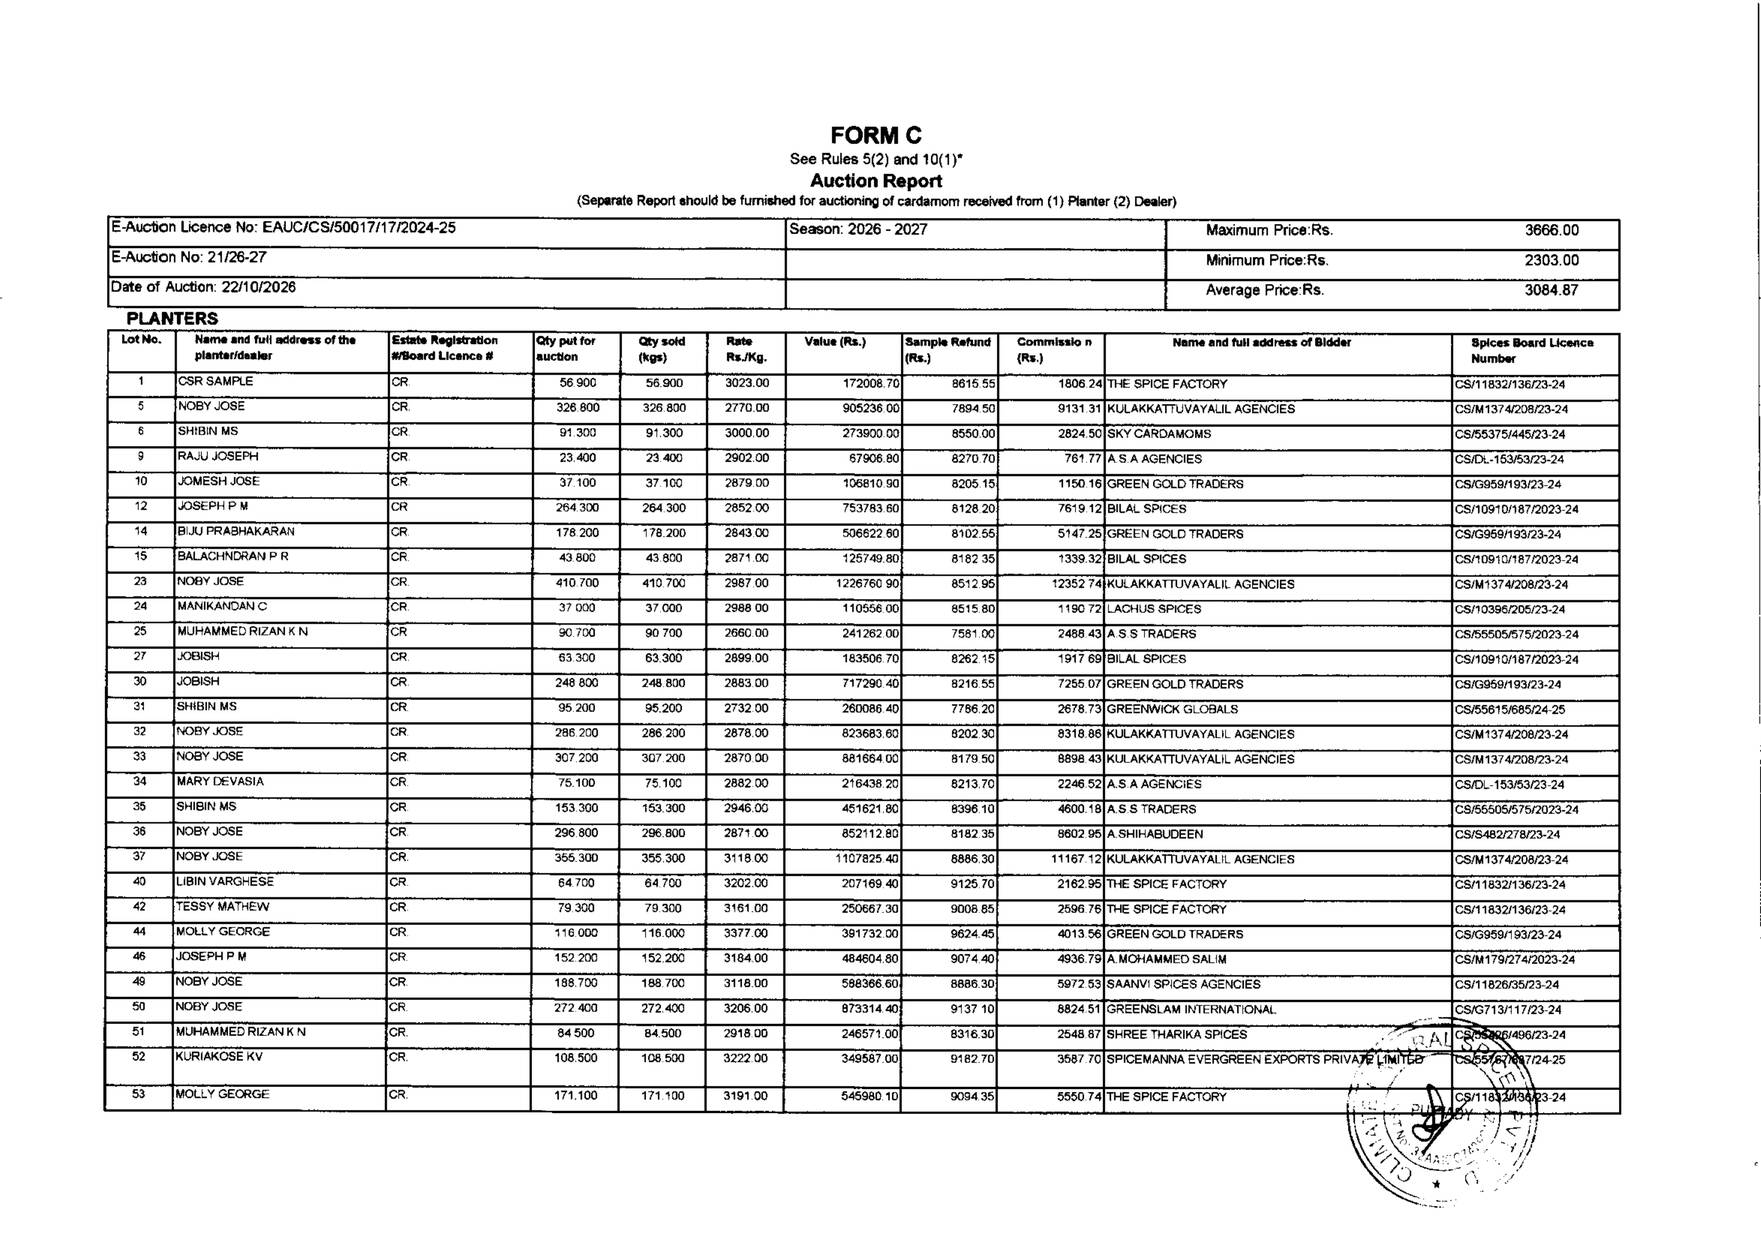 FORM C
See Rules 5(2) and 10(1)*
Auction Report
(Separate Report should be furnished for auctioning of cardamom received from (1) Planter (2) Dealer)
E-Auction Licence No: EAUC/CS/50017/17/2024-25 Season: 2026 - 2027 Maximum Price:Rs. 3666.00
E-Auction No: 21/26-27 Minimum Price:Rs. 2303.00
Date of Auction: 22/10/2026 Average Price:Rs. 3084.87
PLANTERS
Lot No. Name and full address of the planter/dealer Estate Registration #/Board Licence # Qty put for auction Qty sold (kgs) Rate Rs./Kg. Value (Rs.) Sample Refund (Rs.) Commissio n (Rs.) Name and full address of Bidder Spices Board Licence Number
1 CSR SAMPLE CR. 56.900 56.900 3023.00 172008.70 8615.55 1806.24 THE SPICE FACTORY CS/11832/136/23-24
5 NOBY JOSE CR. 326.800 326.800 2770.00 905236.00 7894.50 9131.31 KULAKKATTUVAYALIL AGENCIES CS/M1374/208/23-24
6 SHIBIN MS CR. 91.300 91.300 3000.00 273900.00 8550.00 2824.50 SKY CARDAMOMS CS/55375/445/23-24
9 RAJU JOSEPH CR. 23.400 23.400 2902.00 67906.80 8270.70 761.77 A.S.A AGENCIES CS/DL-153/53/23-24
10 JOMESH JOSE CR. 37.100 37.100 2879.00 106810.90 8205.15 1150.16 GREEN GOLD TRADERS CS/G959/193/23-24
12 JOSEPH P M CR 264.300 264.300 2852.00 753783.60 8128.20 7619.12 BILAL SPICES CS/10910/187/2023-24
14 BIJU PRABHAKARAN CR. 178.200 178.200 2843.00 506622.60 8102.55 5147.25 GREEN GOLD TRADERS CS/G959/193/23-24
15 BALACHNDRAN P R CR. 43.800 43.800 2871.00 125749.80 8182.35 1339.32 BILAL SPICES CS/10910/187/2023-24
23 NOBY JOSE CR. 410.700 410.700 2987.00 1226760.90 8512.95 12352.74 KULAKKATTUVAYALIL AGENCIES CS/M1374/208/23-24
24 MANIKANDAN C CR. 37.000 37.000 2988.00 110556.00 8515.80 1190.72 LACHUS SPICES CS/10396/205/23-24
25 MUHAMMED RIZAN K N CR 90.700 90.700 2660.00 241262.00 7581.00 2488.43 A.S.S TRADERS CS/55505/575/2023-24
27 JOBISH CR. 63.300 63.300 2899.00 183506.70 8262.15 1917.69 BILAL SPICES CS/10910/187/2023-24
30 JOBISH CR. 248.800 248.800 2883.00 717290.40 8216.55 7255.07 GREEN GOLD TRADERS CS/G959/193/23-24
31 SHIBIN MS CR. 95.200 95.200 2732.00 260086.40 7786.20 2678.73 GREENWICK GLOBALS CS/55615/685/24-25
32 NOBY JOSE CR. 286.200 286.200 2878.00 823683.60 8202.30 8318.86 KULAKKATTUVAYALIL AGENCIES CS/M1374/208/23-24
33 NOBY JOSE CR. 307.200 307.200 2870.00 881664.00 8179.50 8898.43 KULAKKATTUVAYALIL AGENCIES CS/M1374/208/23-24
34 MARY DEVASIA CR. 75.100 75.100 2882.00 216438.20 8213.70 2246.52 A.S.A AGENCIES CS/DL-153/53/23-24
35 SHIBIN MS CR. 153.300 153.300 2946.00 451621.80 8396.10 4600.18 A.S.S TRADERS CS/55505/575/2023-24
36 NOBY JOSE CR. 296.800 296.800 2871.00 852112.80 8182.35 8602.95 A.SHIHABUDEEN CS/S482/278/23-24
37 NOBY JOSE CR. 355.300 355.300 3118.00 1107825.40 8886.30 11167.12 KULAKKATTUVAYALIL AGENCIES CS/M1374/208/23-24
40 LIBIN VARGHESE CR. 64.700 64.700 3202.00 207169.40 9125.70 2162.95 THE SPICE FACTORY CS/11832/136/23-24
42 TESSY MATHEW CR. 79.300 79.300 3161.00 250667.30 9008.85 2596.76 THE SPICE FACTORY CS/11832/136/23-24
44 MOLLY GEORGE CR. 116.000 116.000 3377.00 391732.00 9624.45 4013.56 GREEN GOLD TRADERS CS/G959/193/23-24
46 JOSEPH P M CR. 152.200 152.200 3184.00 484604.80 9074.40 4936.79 A.MOHAMMED SALIM CS/M179/274/2023-24
49 NOBY JOSE CR. 188.700 188.700 3118.00 588366.60 8886.30 5972.53 SAANVI SPICES AGENCIES CS/11826/35/23-24
50 NOBY JOSE CR. 272.400 272.400 3206.00 873314.40 9137.10 8824.51 GREENSLAM INTERNATIONAL CS/G713/117/23-24
51 MUHAMMED RIZAN K N CR. 84.500 84.500 2918.00 246571.00 8316.30 2548.87 SHREE THARIKA SPICES
52 KURIAKOSE KV CR. 108.500 108.500 3222.00 349587.00 9182.70 3587.70 SPICEMANNA EVERGREEN EXPORTS PRIVATE LIMITED
53 MOLLY GEORGE CR. 171.100 171.100 3191.00 545980.10 9094.35 5550.74 THE SPICE FACTORY CS/11832/136/23-24